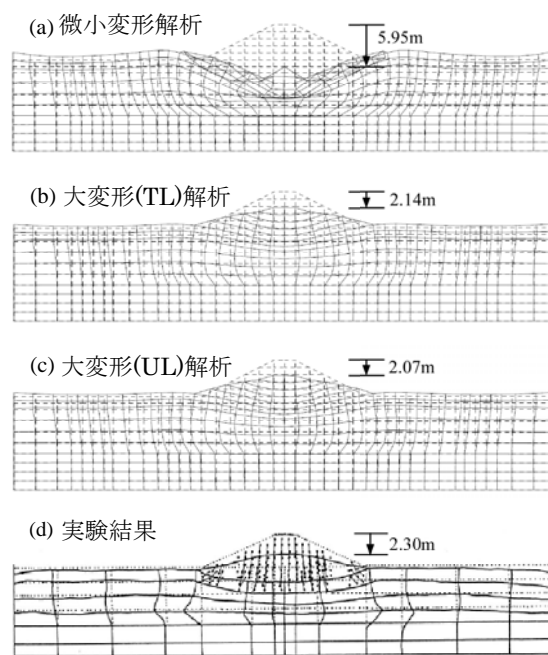 (a) 微小変形解析
5.95m
(b) 大変形(TL)解析
2.14m
(c) 大変形(UL)解析
2.07m
(d) 実験結果
2.30m